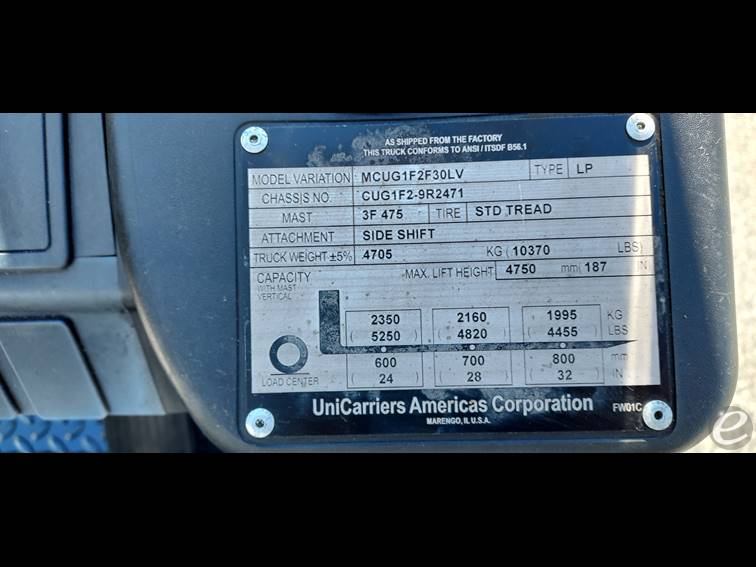 AS SHIPPED FROM THE FACTORY
THIS TRUCK CONFORMS TO ANSI / ITSDF B56.1
MODEL VARIATION MCUG1F2F30LV TYPE LP
CHASSIS NO. CUG1F2-9R2471
MAST 3F 475 TIRE STD TREAD
ATTACHMENT SIDE SHIFT
TRUCK WEIGHT ±5% 4705 KG ( 10370 LBS)
CAPACITY MAX. LIFT HEIGHT 4750 mm ( 187 IN
WITH MAST
VERTICAL
2350 2160 1995 KG
( 5250 ) ( 4820 ) ( 4455 ) LBS
600 700 800 mm
LOAD CENTER ( 24 ) ( 28 ) ( 32 ) IN
UniCarriers Americas Corporation FW01C
MARENGO, IL U.S.A.
e